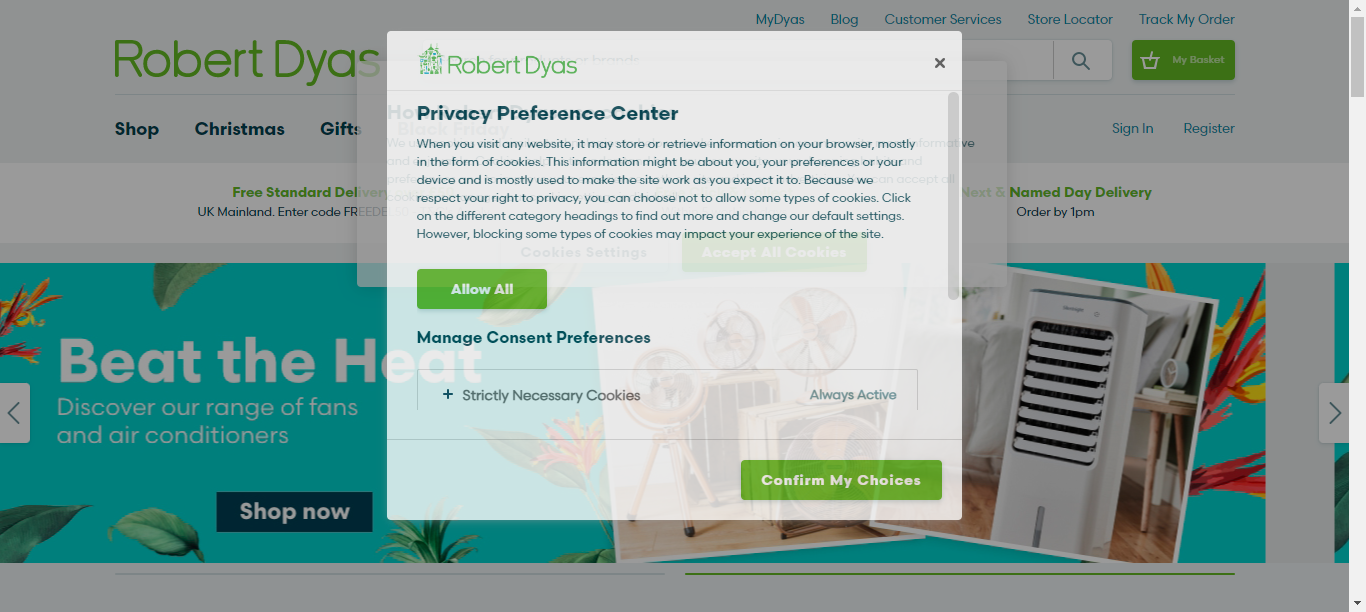 MyDyas Blog Customer Services Store Locator Track My Order
Robert Dyas
My Basket
Shop Christmas Gifts Black Friday
Sign In Register
Free Standard Delivery
UK Mainland. Enter code
Next & Named Day Delivery
Order by 1pm
Robert Dyas
Privacy Preference Center
When you visit any website, it may store or retrieve information on your browser, mostly
in the form of cookies. This information might be about you, your preferences or your
device and is mostly used to make the site work as you expect it to. Because we
respect your right to privacy, you can choose not to allow some types of cookies. Click
on the different category headings to find out more and change our default settings.
However, blocking some types of cookies may impact your experience of the site.
Cookies Settings Accept All Cookies
Allow All
Manage Consent Preferences
+ Strictly Necessary Cookies Always Active
Confirm My Choices
Beat the Heat
Discover our range of fans
and air conditioners
Shop now